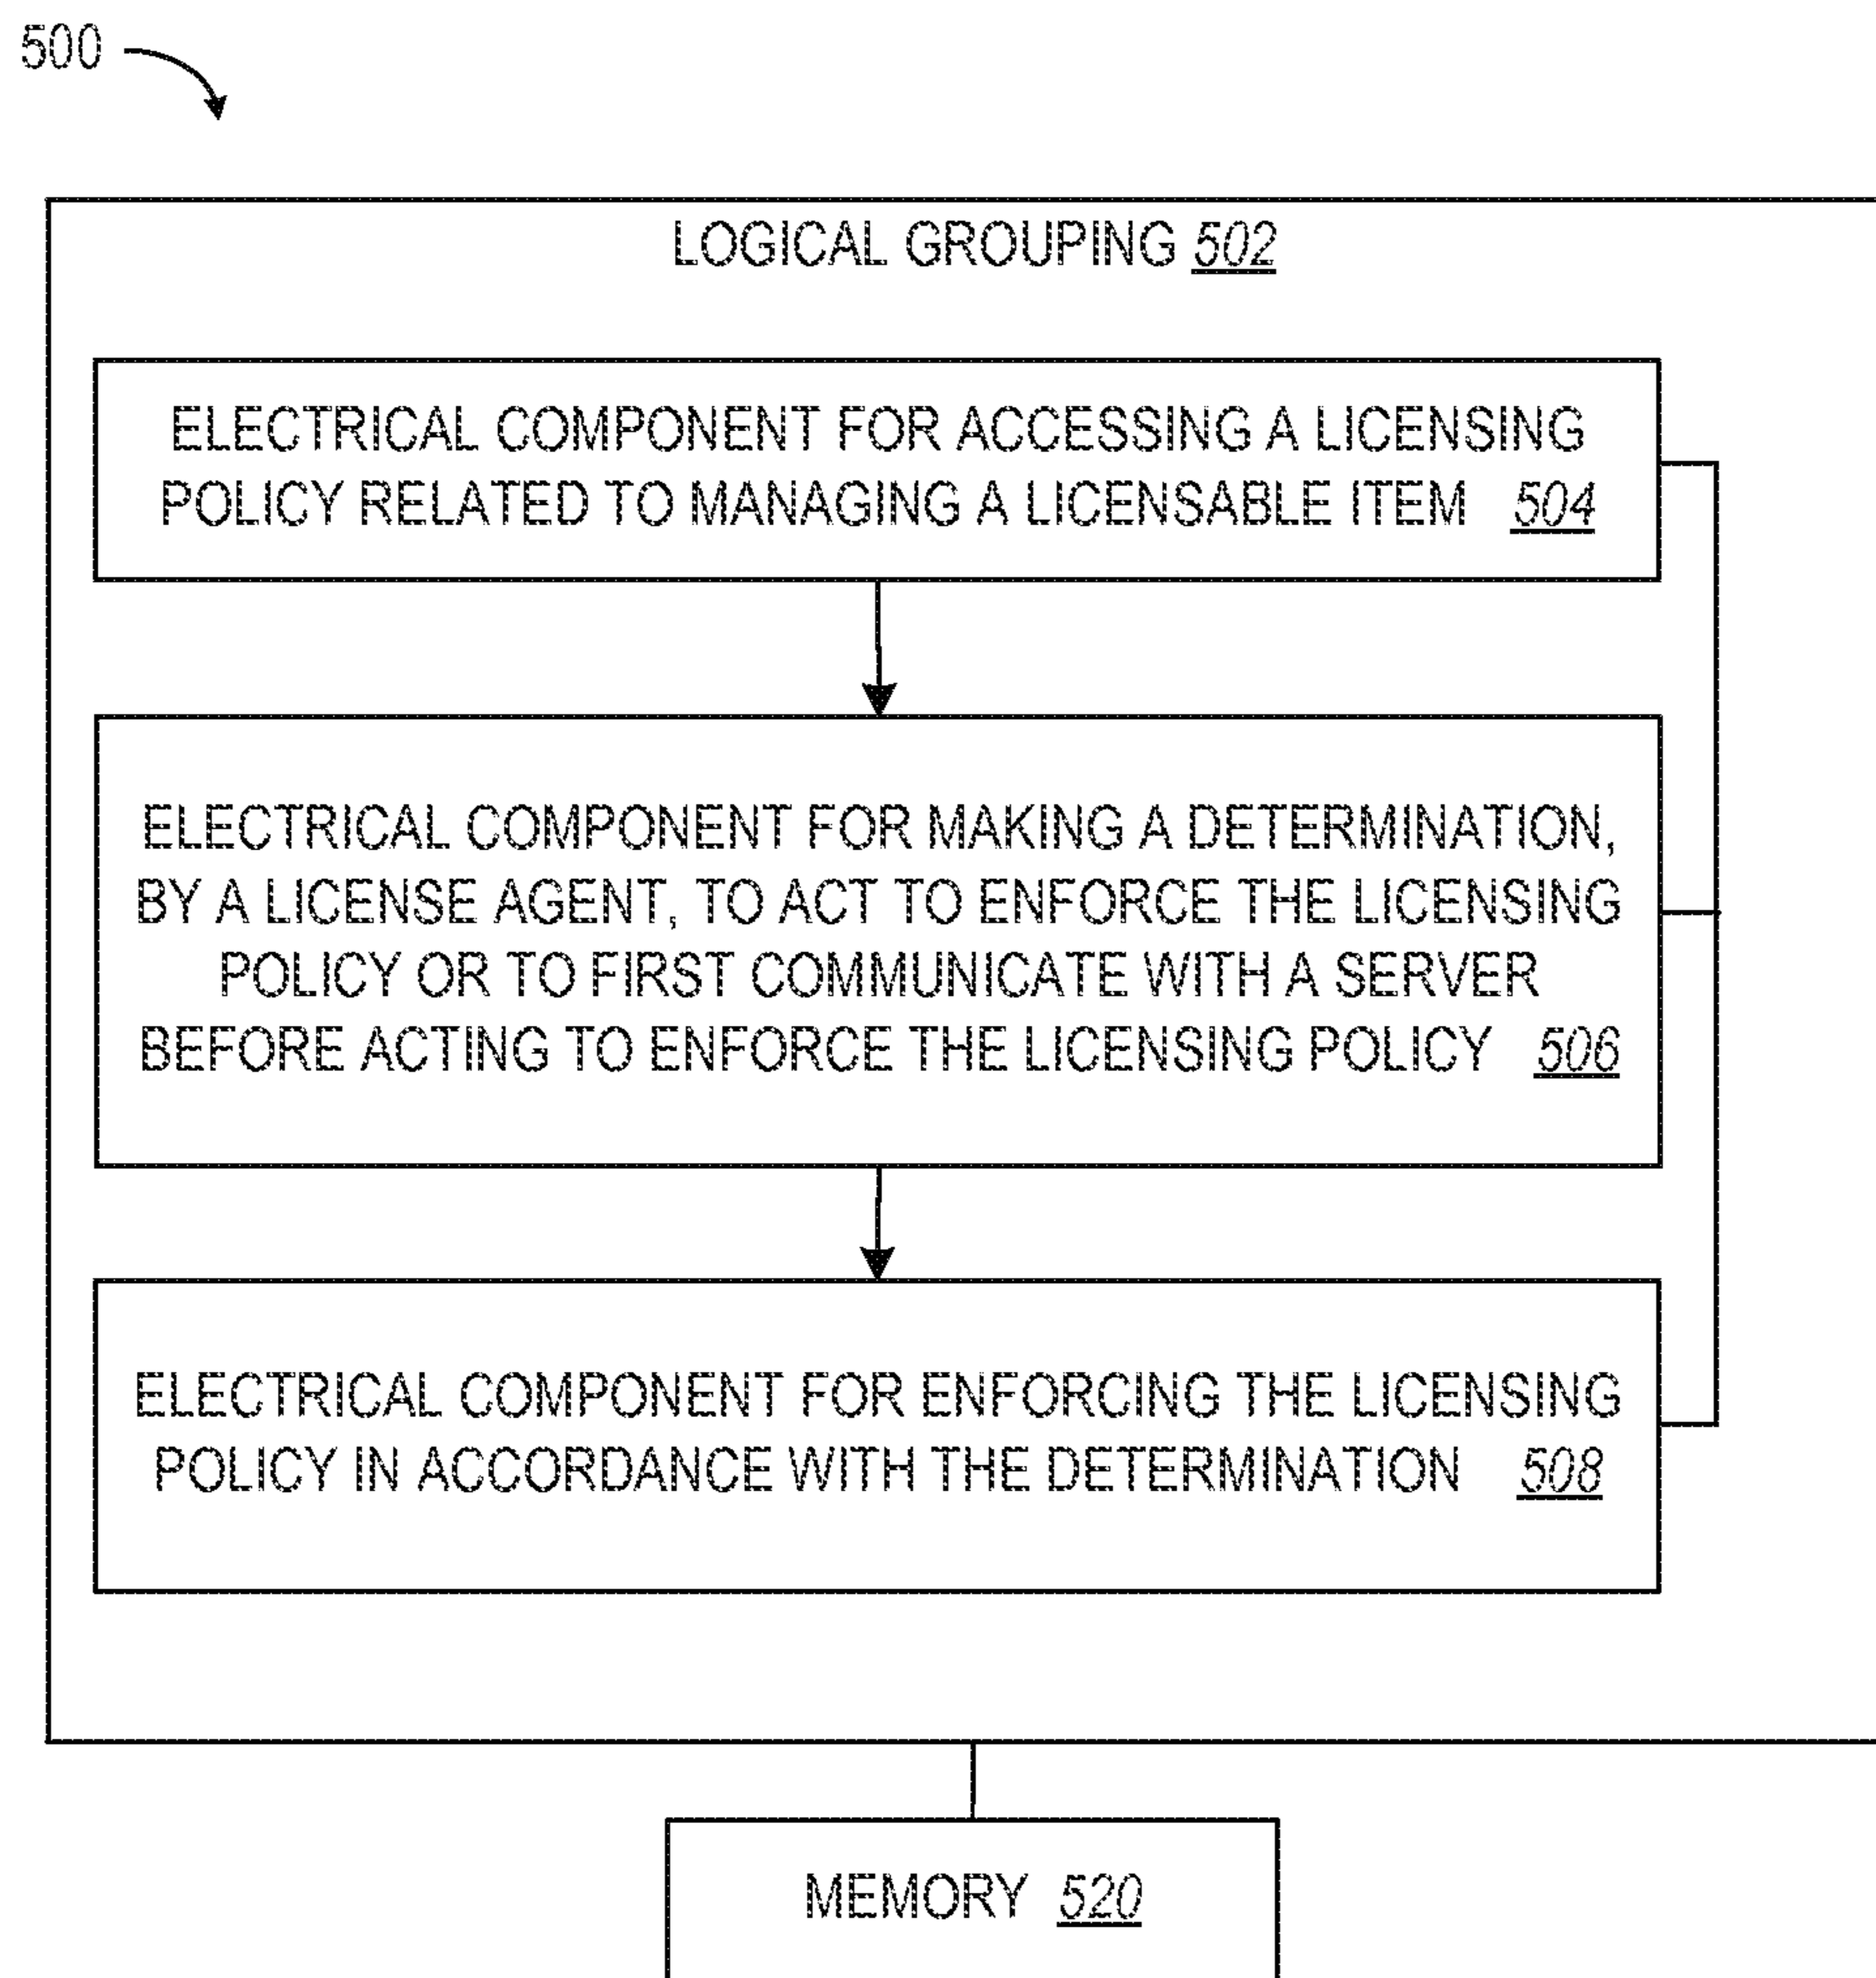 500
LOGICAL GROUPING 502
ELECTRICAL COMPONENT FOR ACCESSING A LICENSING
POLICY RELATED TO MANAGING A LICENSABLE ITEM 504
ELECTRICAL COMPONENT FOR MAKING A DETERMINATION,
BY A LICENSE AGENT, TO ACT TO ENFORCE THE LICENSING
POLICY OR TO FIRST COMMUNICATE WITH A SERVER
BEFORE ACTING TO ENFORCE THE LICENSING POLICY 506
ELECTRICAL COMPONENT FOR ENFORCING THE LICENSING
POLICY IN ACCORDANCE WITH THE DETERMINATION 508
MEMORY 520